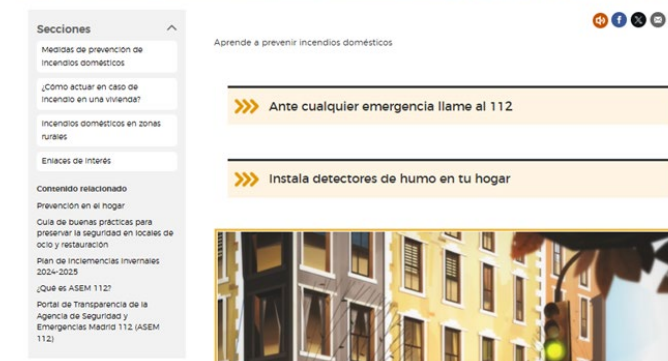 Secciones
Medidas de prevención de
incendios domésticos
¿Cómo actuar en caso de
incendio en una vivienda?
Incendios domésticos en zonas
rurales
Enlaces de interés
Contenido relacionado
Prevención en el hogar
Guía de buenas prácticas para
preservar la seguridad en locales de
ocio y restauración
Plan de Inclemencias Invernales
2024-2025
¿Qué es ASEM 112?
Portal de Transparencia de la
Agencia de Seguridad y
Emergencias Madrid 112 (ASEM
112)
Aprende a prevenir incendios domésticos
Ante cualquier emergencia llame al 112
Instala detectores de humo en tu hogar